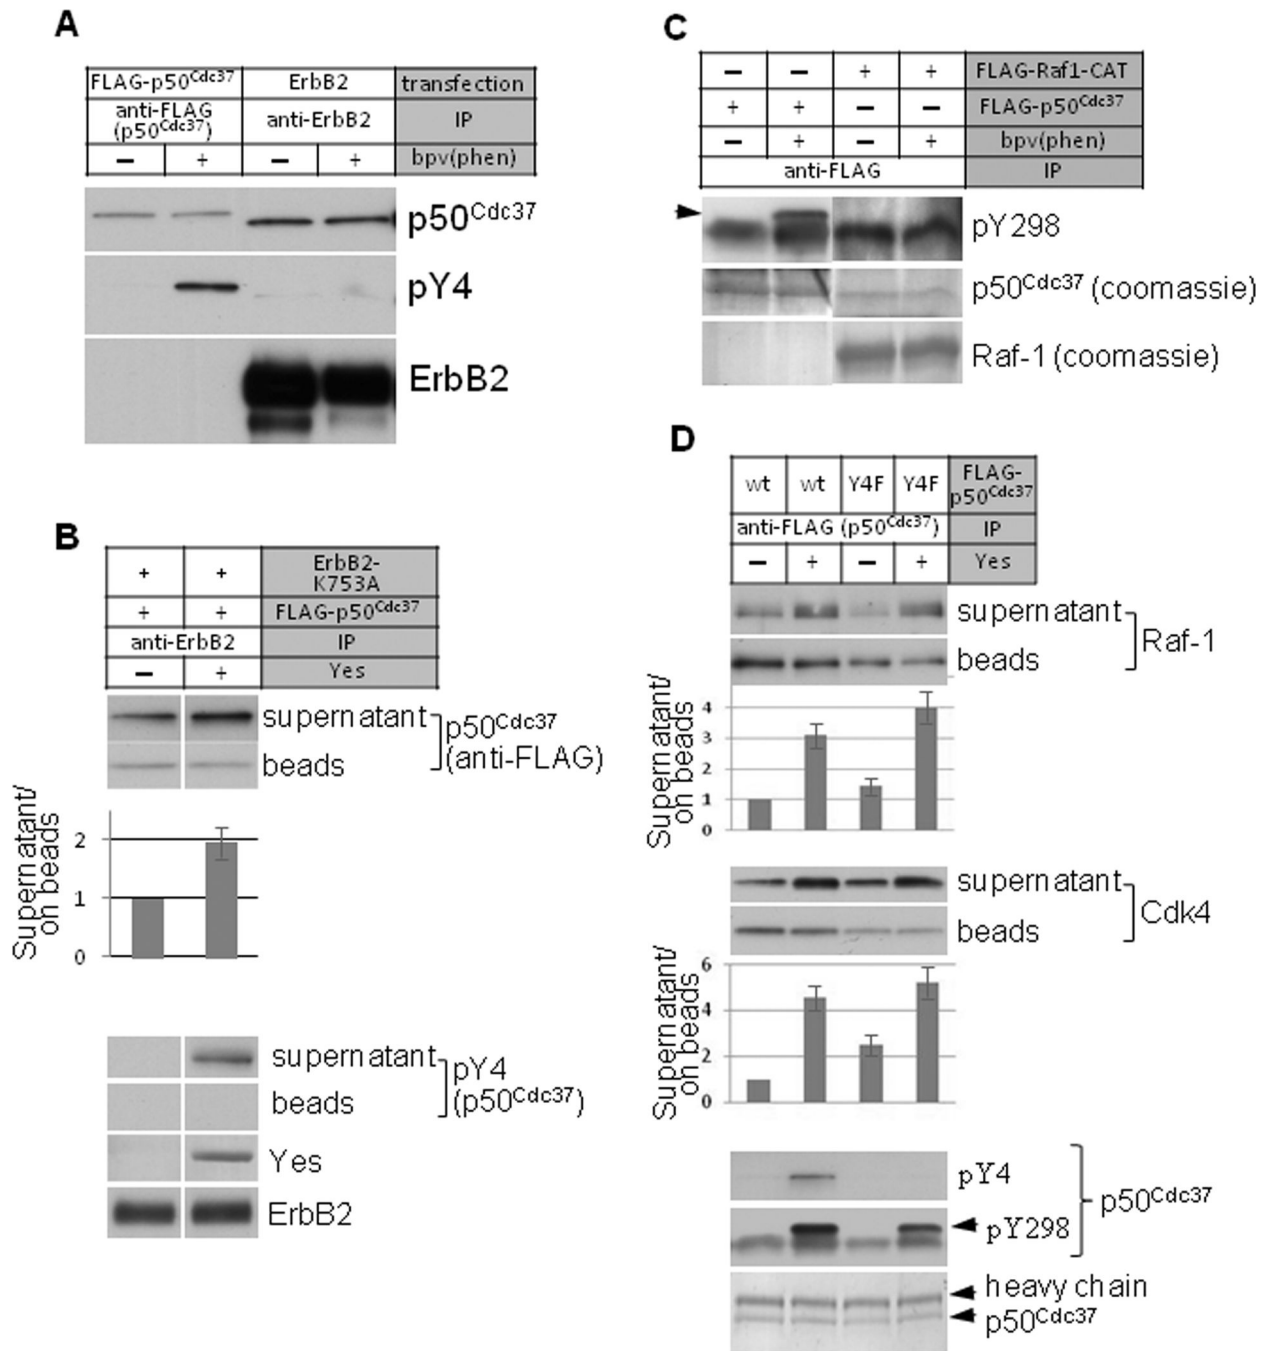 A
FLAG-p50Cdc37 ErbB2 transfection
anti-FLAG
(p50Cdc37) anti-ErbB2 IP
− + − + bpv(phen)
p50Cdc37
pY4
ErbB2
B
+ + ErbB2-
K753A
+ + FLAG-p50Cdc37
anti-ErbB2 IP
− + Yes
supernatant
beads
p50Cdc37
(anti-FLAG)
Supernatant/
on beads
2
1
0
supernatant
beads
pY4
(p50Cdc37)
Yes
ErbB2
C
− − + + FLAG-Raf1-CAT
+ + − − FLAG-p50Cdc37
− + − + bpv(phen)
anti-FLAG IP
pY298
p50Cdc37 (coomassie)
Raf-1 (coomassie)
D
wt wt Y4F Y4F FLAG-
p50Cdc37
anti-FLAG (p50Cdc37) IP
− + − + Yes
supernatant
beads
Raf-1
Supernatant/
on beads
4
3
2
1
0
supernatant
beads
Cdk4
Supernatant/
on beads
6
4
2
0
pY4
pY298
p50Cdc37
heavy chain
p50Cdc37